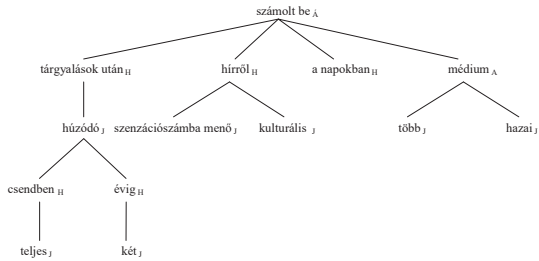 számolt be Á
tárgyalások után H hírről H a napokban H médium A
húzódó J szenzációszámba menő J kulturális J több J hazai J
csendben H évig H
teljes J két J